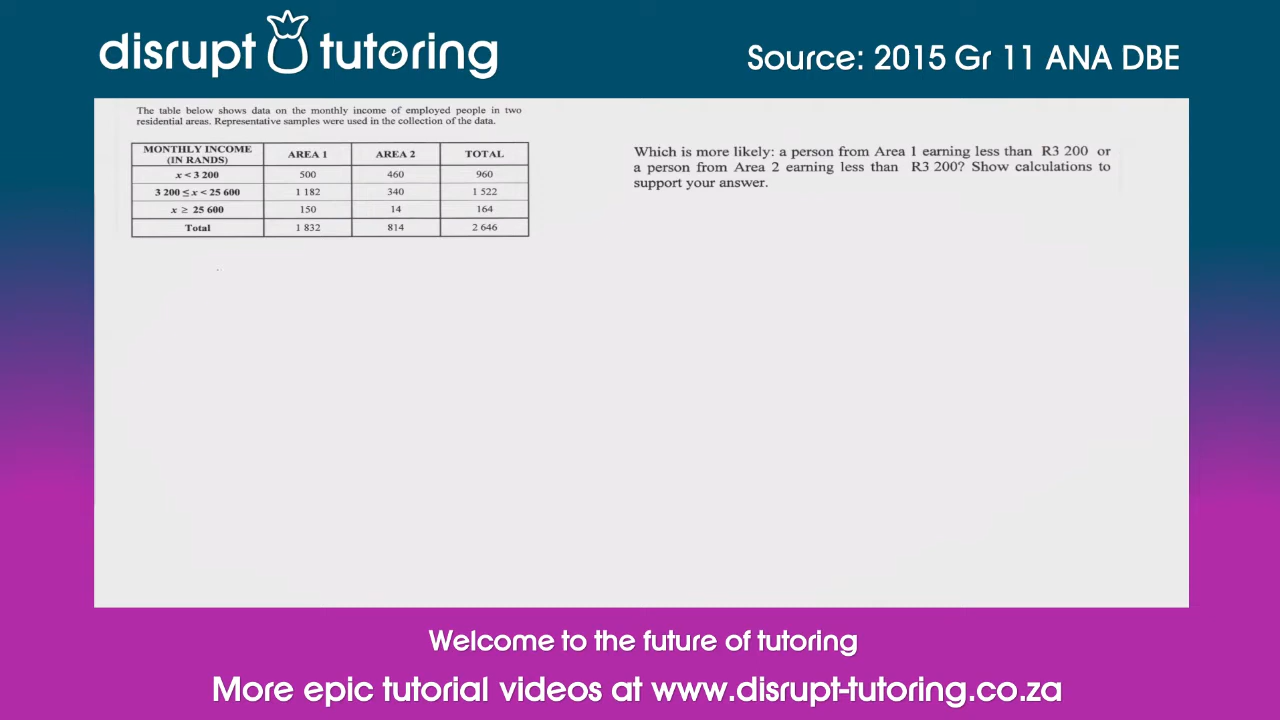 disrupt tutoring
Source: 2015 Gr 11 ANA DBE
The table below shows data on the monthly income of employed people in two
residential areas. Representative samples were used in the collection of the data.
MONTHLY INCOME (IN RANDS) AREA 1 AREA 2 TOTAL
x < 3 200 500 460 960
3 200 ≤ x < 25 600 1 182 340 1 522
x ≥ 25 600 150 14 164
Total 1 832 814 2 646
Which is more likely: a person from Area 1 earning less than R3 200 or
a person from Area 2 earning less than R3 200? Show calculations to
support your answer.
Welcome to the future of tutoring
More epic tutorial videos at www.disrupt-tutoring.co.za